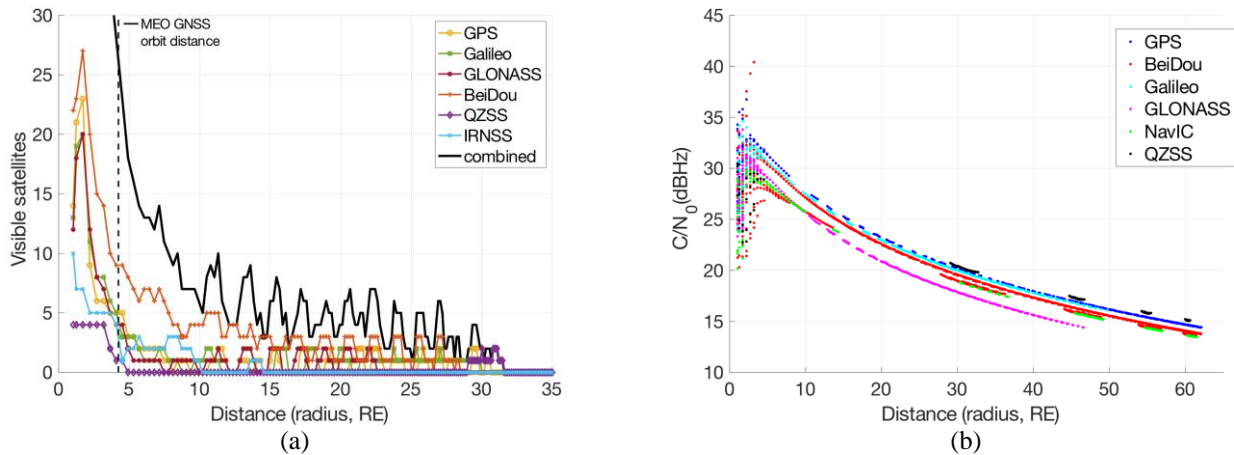 30
25
20
15
10
5
0
Visible satellites
MEO GNSS
orbit distance
GPS
Galileo
GLONASS
BeiDou
QZSS
IRNSS
combined
0 5 10 15 20 25 30 35
Distance (radius, RE)
(a)
45
40
35
30
25
20
15
10
C/N0(dBHz)
GPS
BeiDou
Galileo
GLONASS
NavIC
QZSS
0 10 20 30 40 50 60
Distance (radius, RE)
(b)